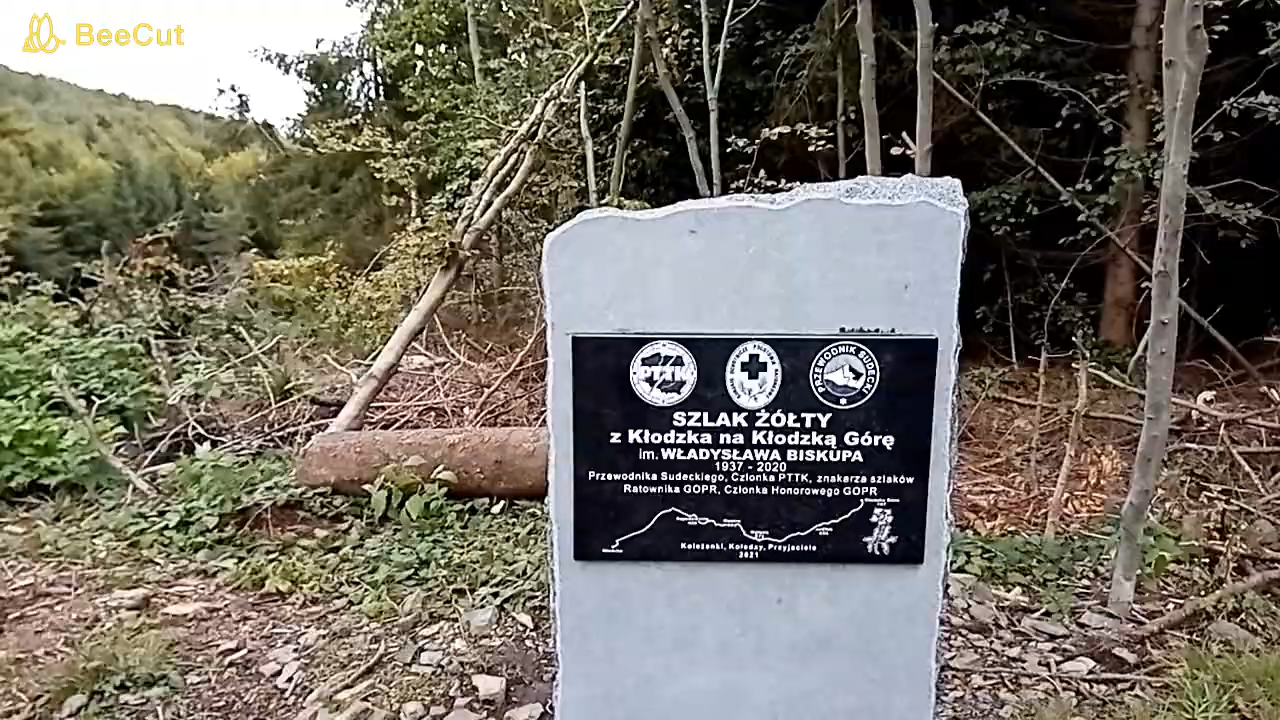 BeeCut
PTTK
PRZEWODNIK SUDECKI
SZLAK ŻÓŁTY
z Kłodzka na Kłodzką Górę
im. WŁADYSŁAWA BISKUPA
1937 - 2020
Przewodnika Sudeckiego, Członka PTTK, znakarza szlaków
Ratownika GOPR, Członka Honorowego GOPR
Koleżanki, Koledzy, Przyjaciele
2021